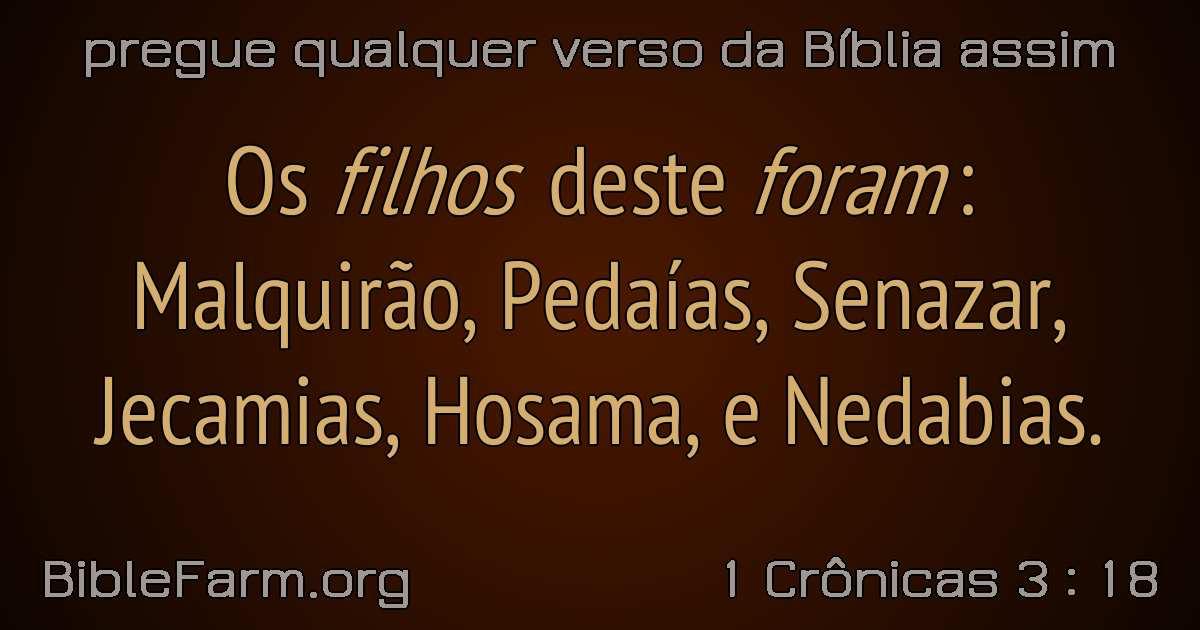 pregue qualquer verso da Bíblia assim
Os filhos deste foram:
Malquirão, Pedaías, Senazar,
Jecamias, Hosama, e Nedabias.
BibleFarm.org
1 Crônicas 3 : 18